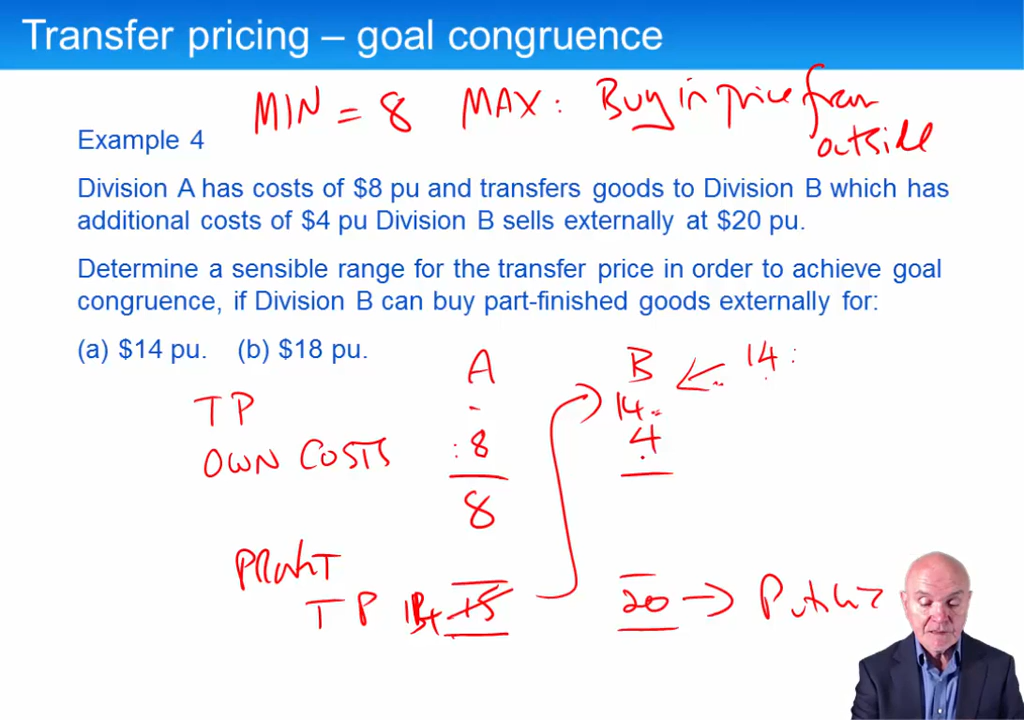 Transfer pricing – goal congruence
MIN = 8 MAX: Buy in price from
outside
Example 4
Division A has costs of $8 pu and transfers goods to Division B which has
additional costs of $4 pu Division B sells externally at $20 pu.
Determine a sensible range for the transfer price in order to achieve goal
congruence, if Division B can buy part-finished goods externally for:
(a) $14 pu. (b) $18 pu.
A B 14
TP - 14
OWN COSTS 8 4
8
PROFIT
TP 15 20